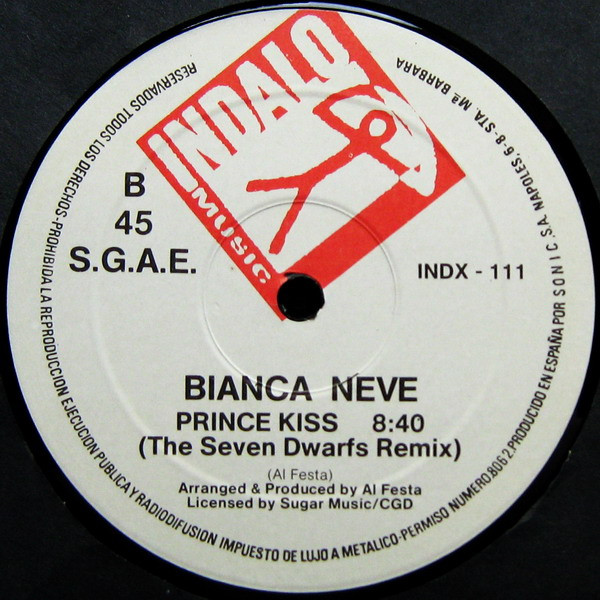 INDALO
MUSIC
B
45
S.G.A.E.
INDX - 111
BIANCA NEVE
PRINCE KISS 8:40
(The Seven Dwarfs Remix)
(Al Festa)
Arranged & Produced by Al Festa
Licensed by Sugar Music/CGD
RESERVADOS TODOS LOS DERECHOS-PROHIBIDA LA REPRODUCCION EJECUCION PUBLICA Y RADIODIFUSION IMPUESTO DE LUJO A METALICO-PERMISO NUMERO.8062.PRODUCIDO EN ESPAÑA POR SONIC S.A. NAPOLES, 6-8-STA. Mª BARBARA